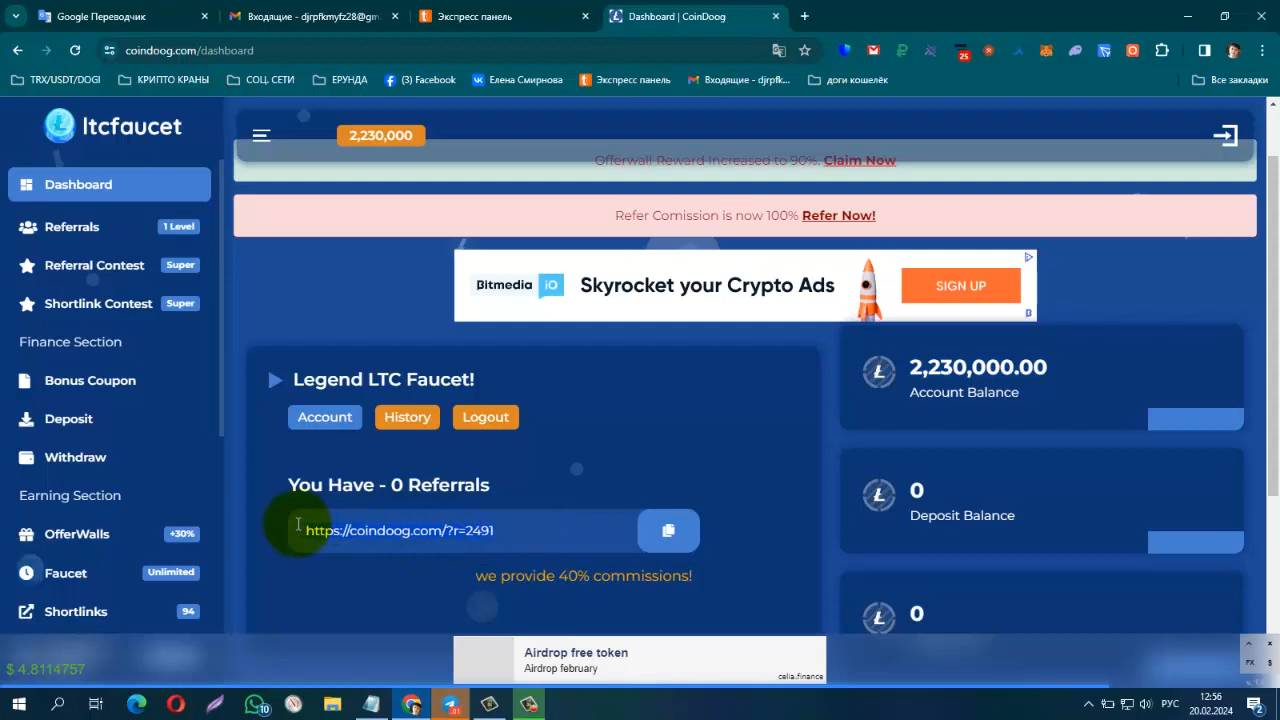 Google Переводчик
Входящие - djrpfkmyfz28@gm
Экспресс панель
Dashboard | CoinDoog
coindoog.com/dashboard
25
TRX/USDT/DOGI
КРИПТО КРАНЫ
СОЦ. СЕТИ
ЕРУНДА
(3) Facebook
Елена Смирнова
Экспресс панель
Входящие - djrpfk...
доги кошелёк
Все закладки
ltcfaucet
2,230,000
Offerwall Reward Increased to 90%. Claim Now
Dashboard
Refer Comission is now 100% Refer Now!
Referrals 1 Level
Referral Contest Super
Shortlink Contest Super
Finance Section
Bonus Coupon
Deposit
Withdraw
Earning Section
OfferWalls +30%
Faucet Unlimited
Shortlinks 94
Bitmedia IO
Skyrocket your Crypto Ads
SIGN UP
Legend LTC Faucet!
Account History Logout
You Have - 0 Referrals
https://coindoog.com/?r=2491
we provide 40% commissions!
2,230,000.00
Account Balance
0
Deposit Balance
0
Airdrop free token
Airdrop february
celia.finance
$ 4.8114757
FX $
10
РУС
12:56
20.02.2024
2